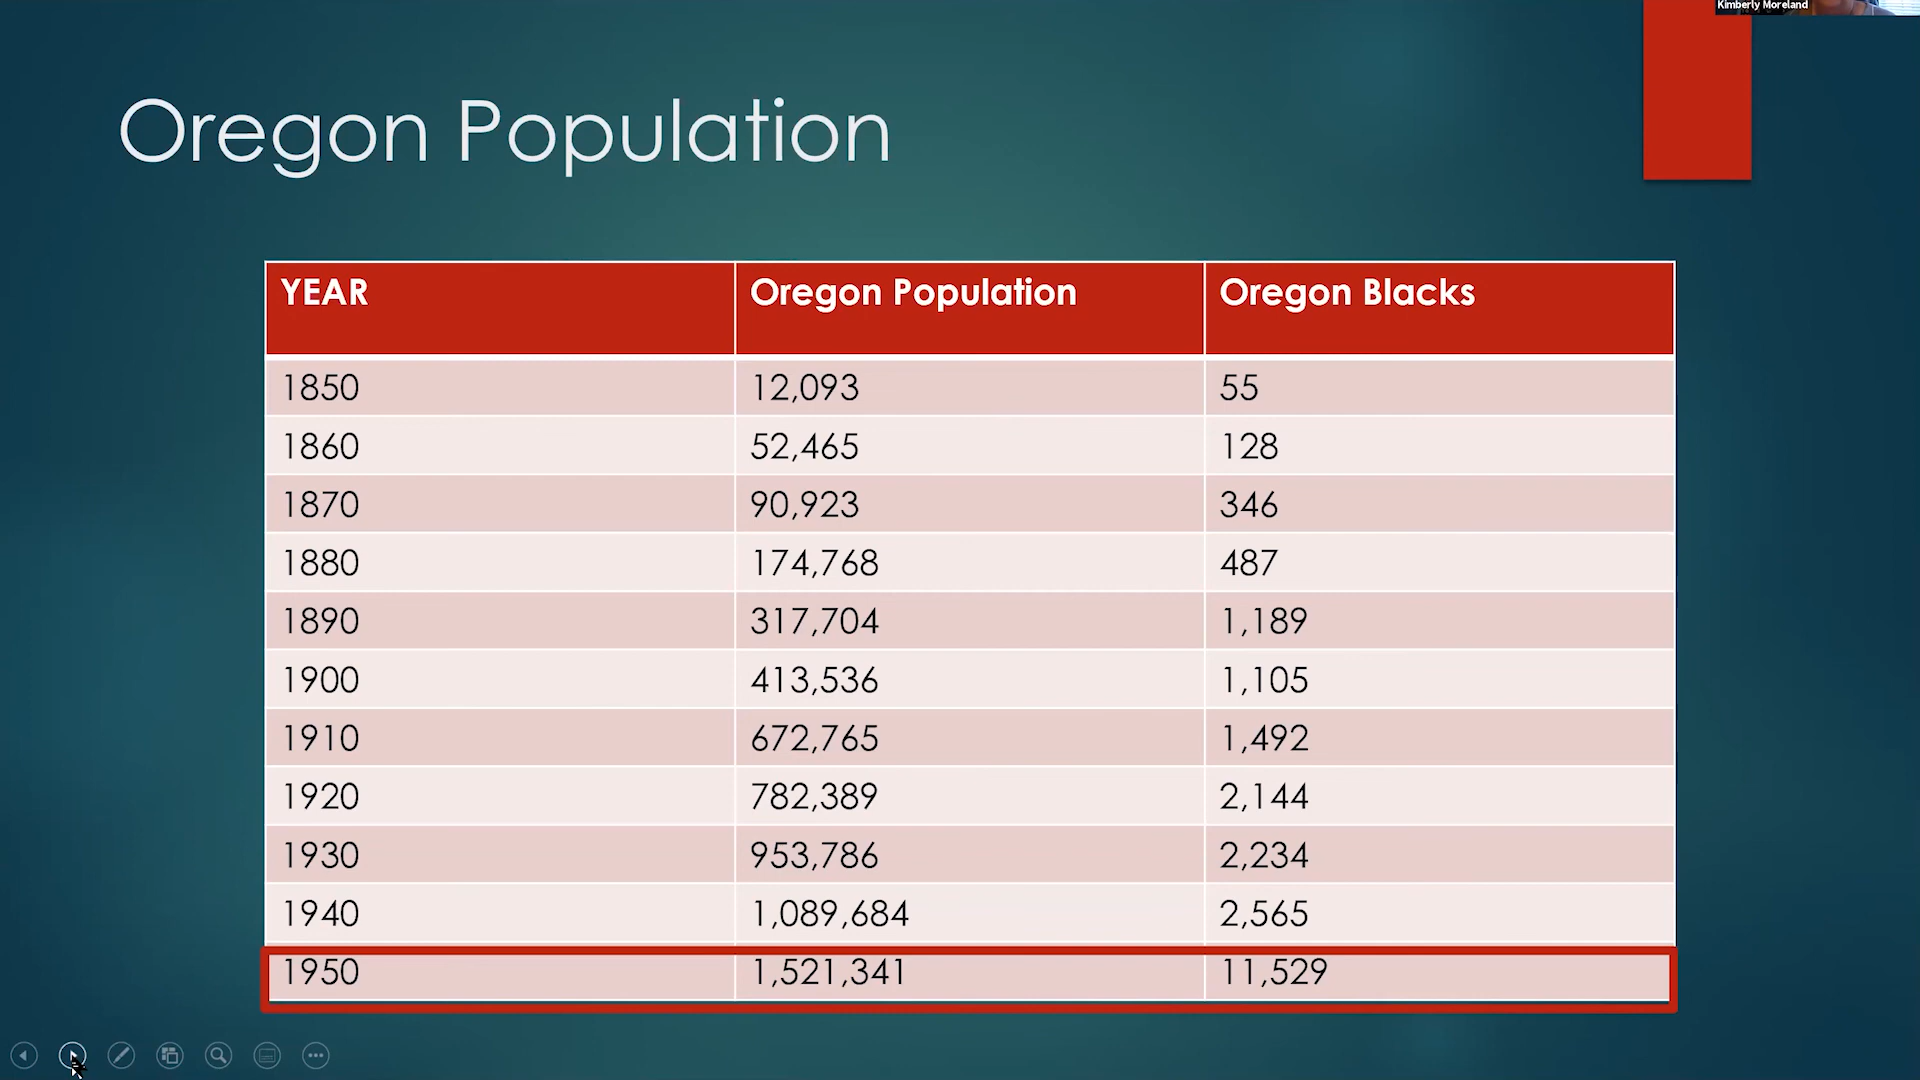 Kimberly Moreland
Oregon Population
YEAR Oregon Population Oregon Blacks
1850 12,093 55
1860 52,465 128
1870 90,923 346
1880 174,768 487
1890 317,704 1,189
1900 413,536 1,105
1910 672,765 1,492
1920 782,389 2,144
1930 953,786 2,234
1940 1,089,684 2,565
1950 1,521,341 11,529